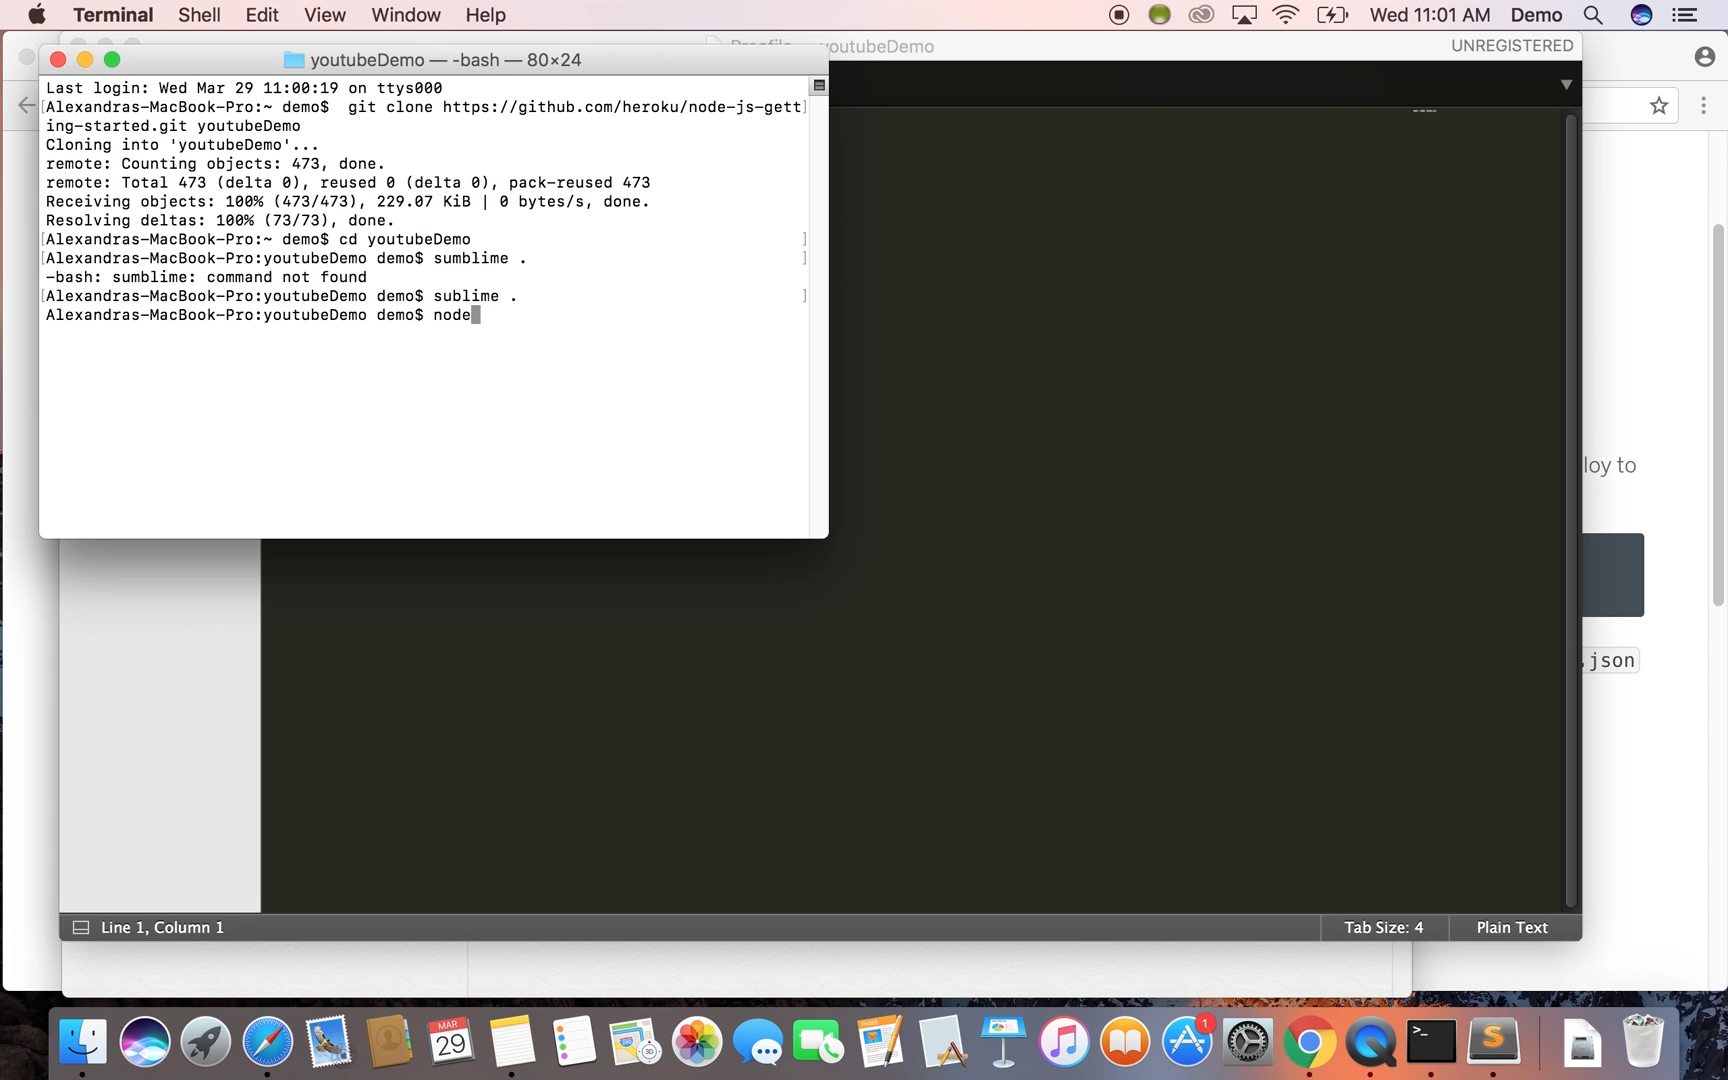 Terminal Shell Edit View Window Help
Wed 11:01 AM Demo
youtubeDemo — -bash — 80×24
youtubeDemo
UNREGISTERED
Last login: Wed Mar 29 11:00:19 on ttys000
[Alexandras-MacBook-Pro:~ demo$  git clone https://github.com/heroku/node-js-gett]
ing-started.git youtubeDemo
Cloning into 'youtubeDemo'...
remote: Counting objects: 473, done.
remote: Total 473 (delta 0), reused 0 (delta 0), pack-reused 473
Receiving objects: 100% (473/473), 229.07 KiB | 0 bytes/s, done.
Resolving deltas: 100% (73/73), done.
[Alexandras-MacBook-Pro:~ demo$ cd youtubeDemo ]
[Alexandras-MacBook-Pro:youtubeDemo demo$ sumblime . ]
-bash: sumblime: command not found
[Alexandras-MacBook-Pro:youtubeDemo demo$ sublime . ]
Alexandras-MacBook-Pro:youtubeDemo demo$ node
loy to
.json
Line 1, Column 1
Tab Size: 4
Plain Text
MAR
29
3D
PAGES
1
>_
S